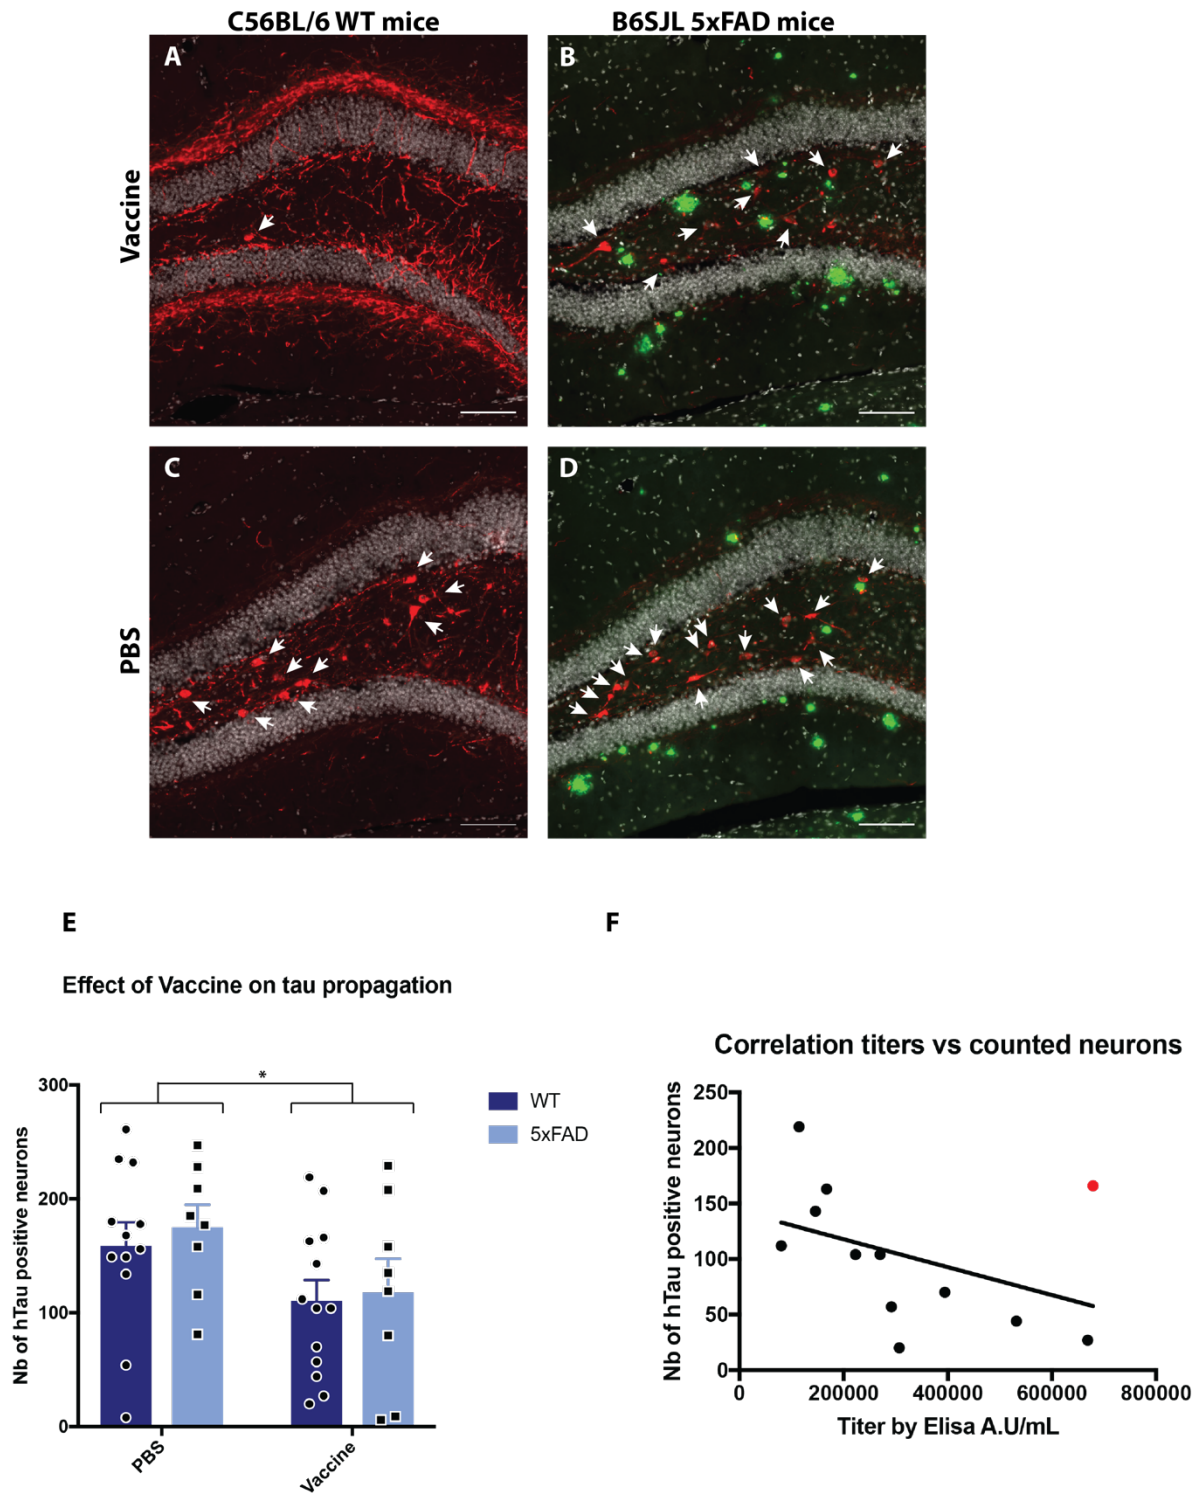 C56BL/6 WT mice
B6SJL 5xFAD mice
Vaccine
A
B
PBS
C
D
E
F
Effect of Vaccine on tau propagation
Nb of hTau positive neurons
300
200
100
0
*
PBS
Vaccine
WT
5xFAD
Correlation titers vs counted neurons
Nb of hTau positive neurons
250
200
150
100
50
0
0 200000 400000 600000 800000
Titer by Elisa A.U/mL